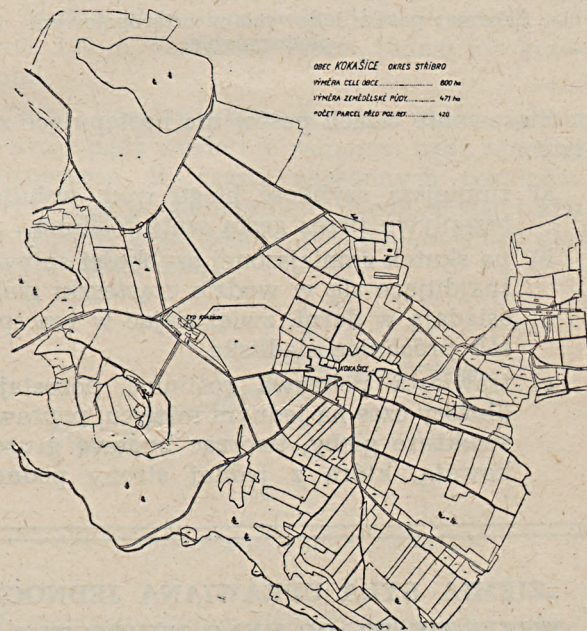 OBEC KOKAŠICE OKRES STŘÍBRO
VÝMĚRA CELÉ OBCE 800 ha
VÝMĚRA ZEMĚDĚLSKÉ PŮDY 471 ha
POČET PARCEL PŘED POZ. REF. 420
KOKAŠICE